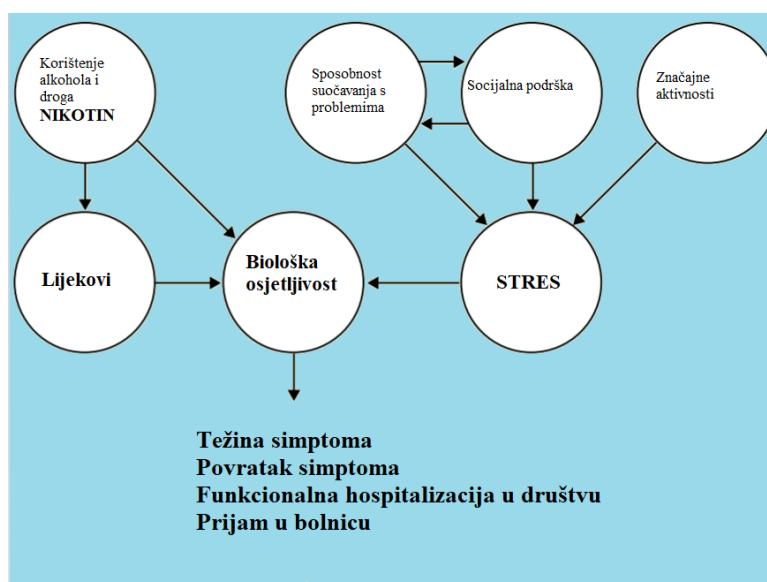 Korištenje
alkohola i
droga
NIKOTIN
Sposobnost
suočavanja s
problemima
Socijalna podrška
Značajne
aktivnosti
Lijekovi
Biološka
osjetljivost
STRES
Težina simptoma
Povratak simptoma
Funkcionalna hospitalizacija u društvu
Prijam u bolnicu